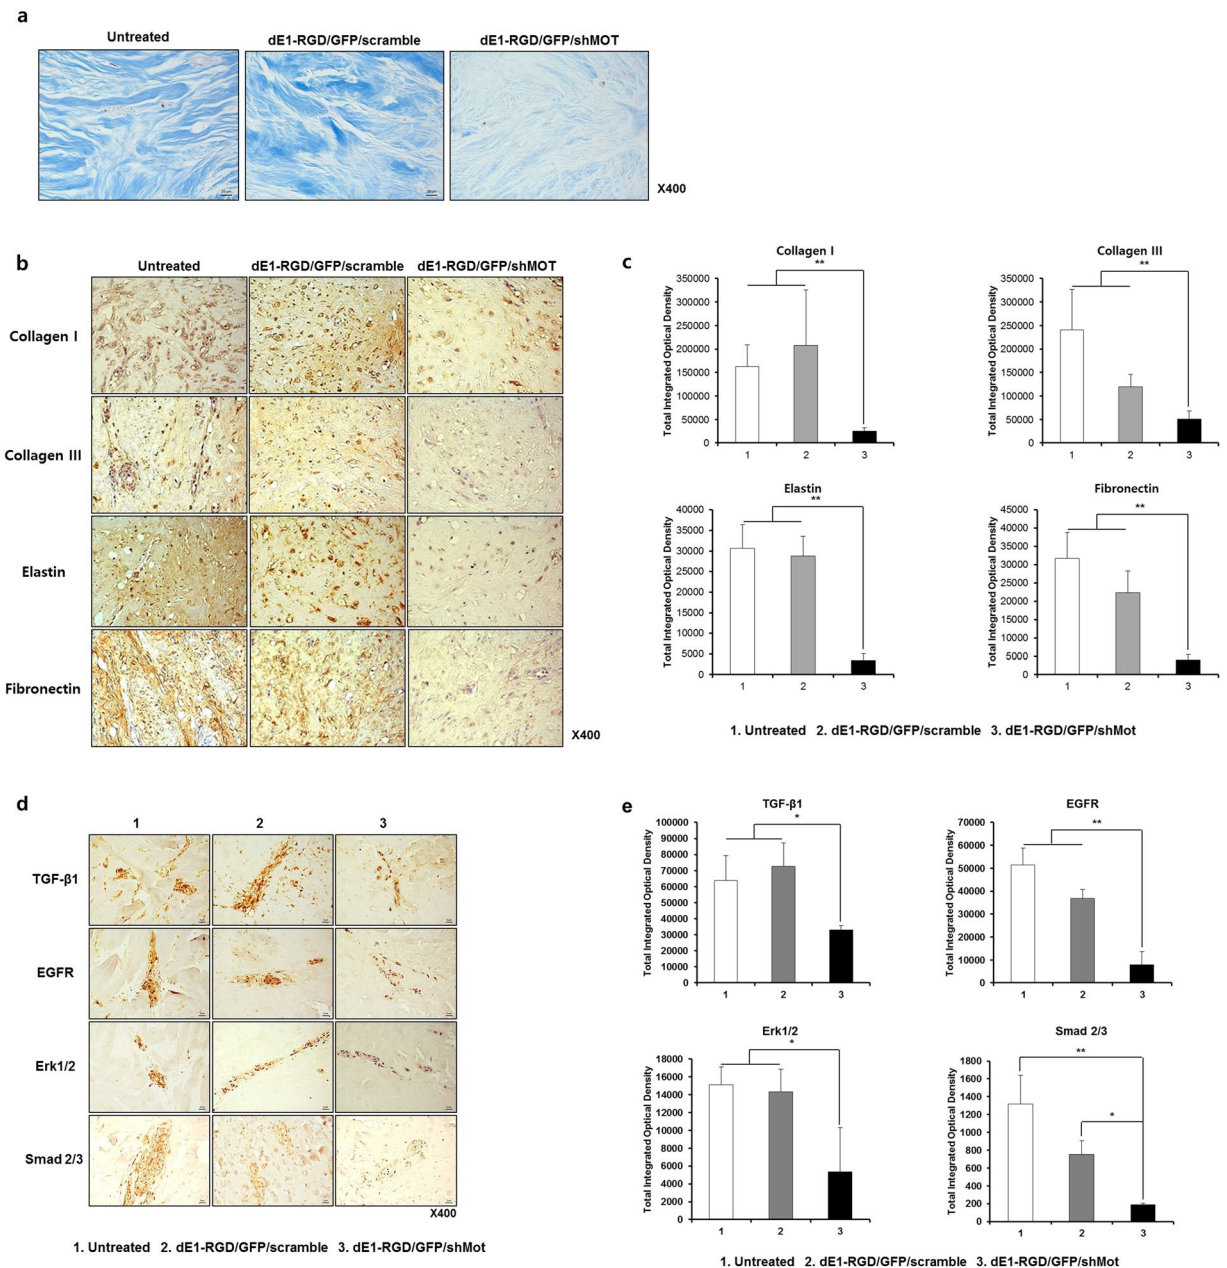 a
Untreated dE1-RGD/GFP/scramble dE1-RGD/GFP/shMOT
X400
b
Untreated dE1-RGD/GFP/scramble dE1-RGD/GFP/shMOT
Collagen I
Collagen III
Elastin
Fibronectin
X400
c
Collagen I
**
Total Integrated Optical Density
350000
300000
250000
200000
150000
100000
50000
0
1 2 3
Collagen III
**
Total Integrated Optical Density
350000
300000
250000
200000
150000
100000
50000
0
1 2 3
Elastin
**
Total Integrated Optical Density
40000
35000
30000
25000
20000
15000
10000
5000
0
1 2 3
Fibronectin
**
Total Integrated Optical Density
45000
40000
35000
30000
25000
20000
15000
10000
5000
0
1 2 3
1. Untreated 2. dE1-RGD/GFP/scramble 3. dE1-RGD/GFP/shMot
d
1 2 3
TGF-β1
EGFR
Erk1/2
Smad 2/3
X400
1. Untreated 2. dE1-RGD/GFP/scramble 3. dE1-RGD/GFP/shMot
e
TGF-β1
*
Total Integrated Optical Density
100000
90000
80000
70000
60000
50000
40000
30000
20000
10000
0
1 2 3
EGFR
**
Total Integrated Optical Density
70000
60000
50000
40000
30000
20000
10000
0
1 2 3
Erk1/2
*
Total Integrated Optical Density
18000
16000
14000
12000
10000
8000
6000
4000
2000
0
1 2 3
Smad 2/3
**
*
Total Integrated Optical Density
1800
1600
1400
1200
1000
800
600
400
200
0
1 2 3
1. Untreated 2. dE1-RGD/GFP/scramble 3. dE1-RGD/GFP/shMot